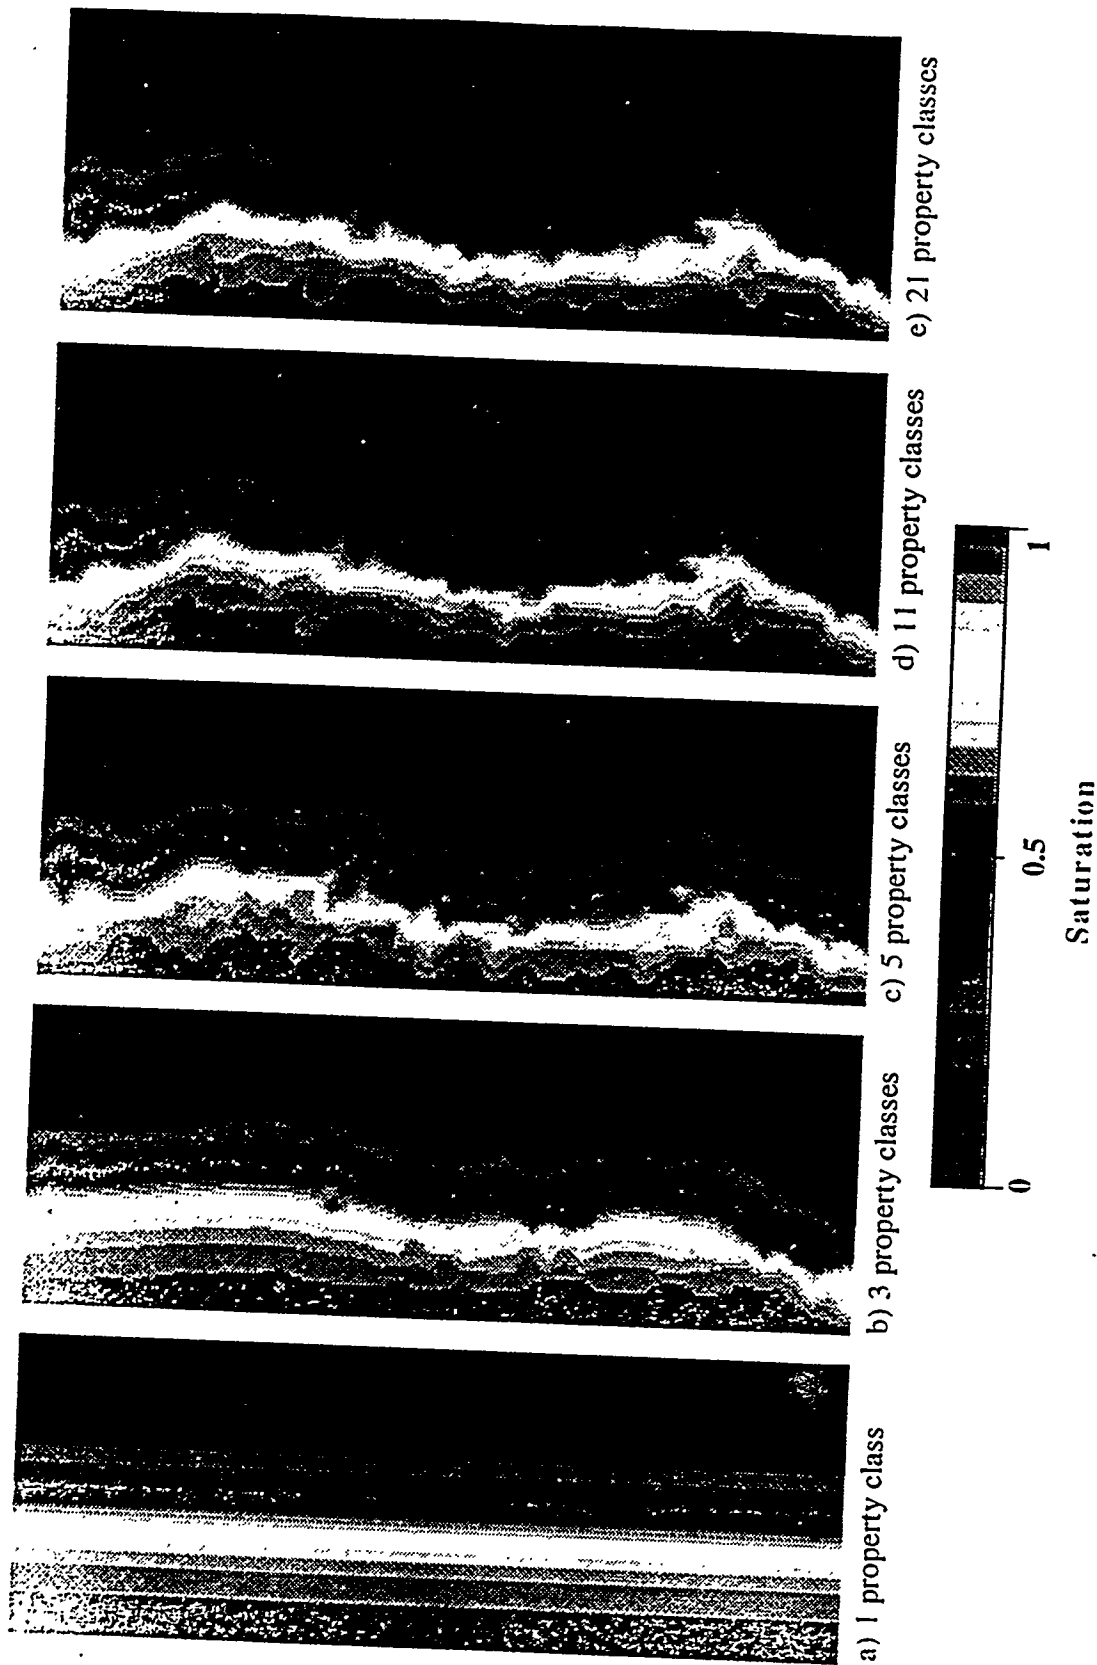 a) 1 property class
b) 3 property classes
c) 5 property classes
d) 11 property classes
e) 21 property classes
0
0.5
1
Saturation